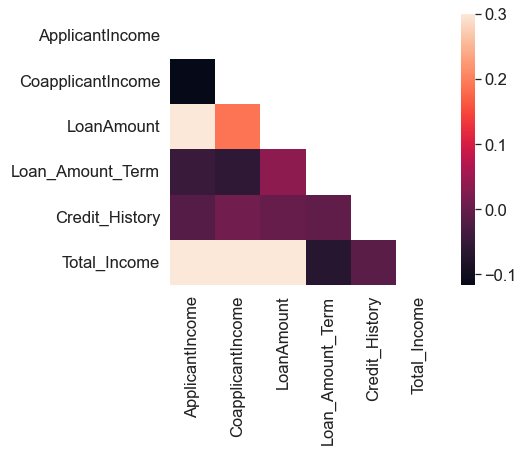 ApplicantIncome
CoapplicantIncome
LoanAmount
Loan_Amount_Term
Credit_History
Total_Income
ApplicantIncome
CoapplicantIncome
LoanAmount
Loan_Amount_Term
Credit_History
Total_Income
0.3
0.2
0.1
0.0
−0.1